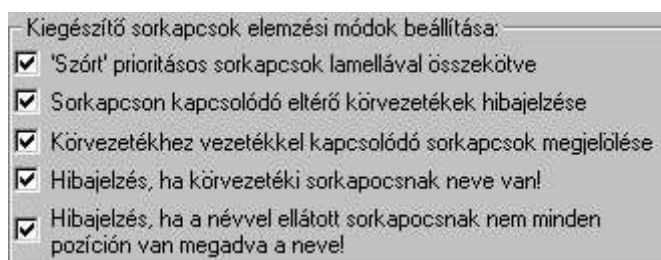 Kiegészítő sorkapcsok elemzési módok beállítása:
'Szórt' prioritásos sorkapcsok lamellával összekötve
Sorkapcson kapcsolódó eltérő körvezetékek hibajelzése
Körvezetékhez vezetékkel kapcsolódó sorkapcsok megjelölése
Hibajelzés, ha körvezetéki sorkapocsnak neve van!
Hibajelzés, ha a névvel ellátott sorkapocsnak nem minden
pozíción van megadva a neve!